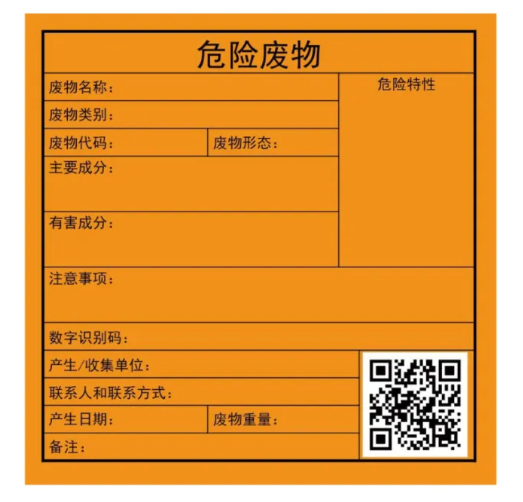 危险废物
废物名称：
危险特性
废物类别：
废物代码：
废物形态：
主要成分：
有害成分：
注意事项：
数字识别码：
产生/收集单位：
联系人和联系方式：
产生日期：
废物重量：
备注：